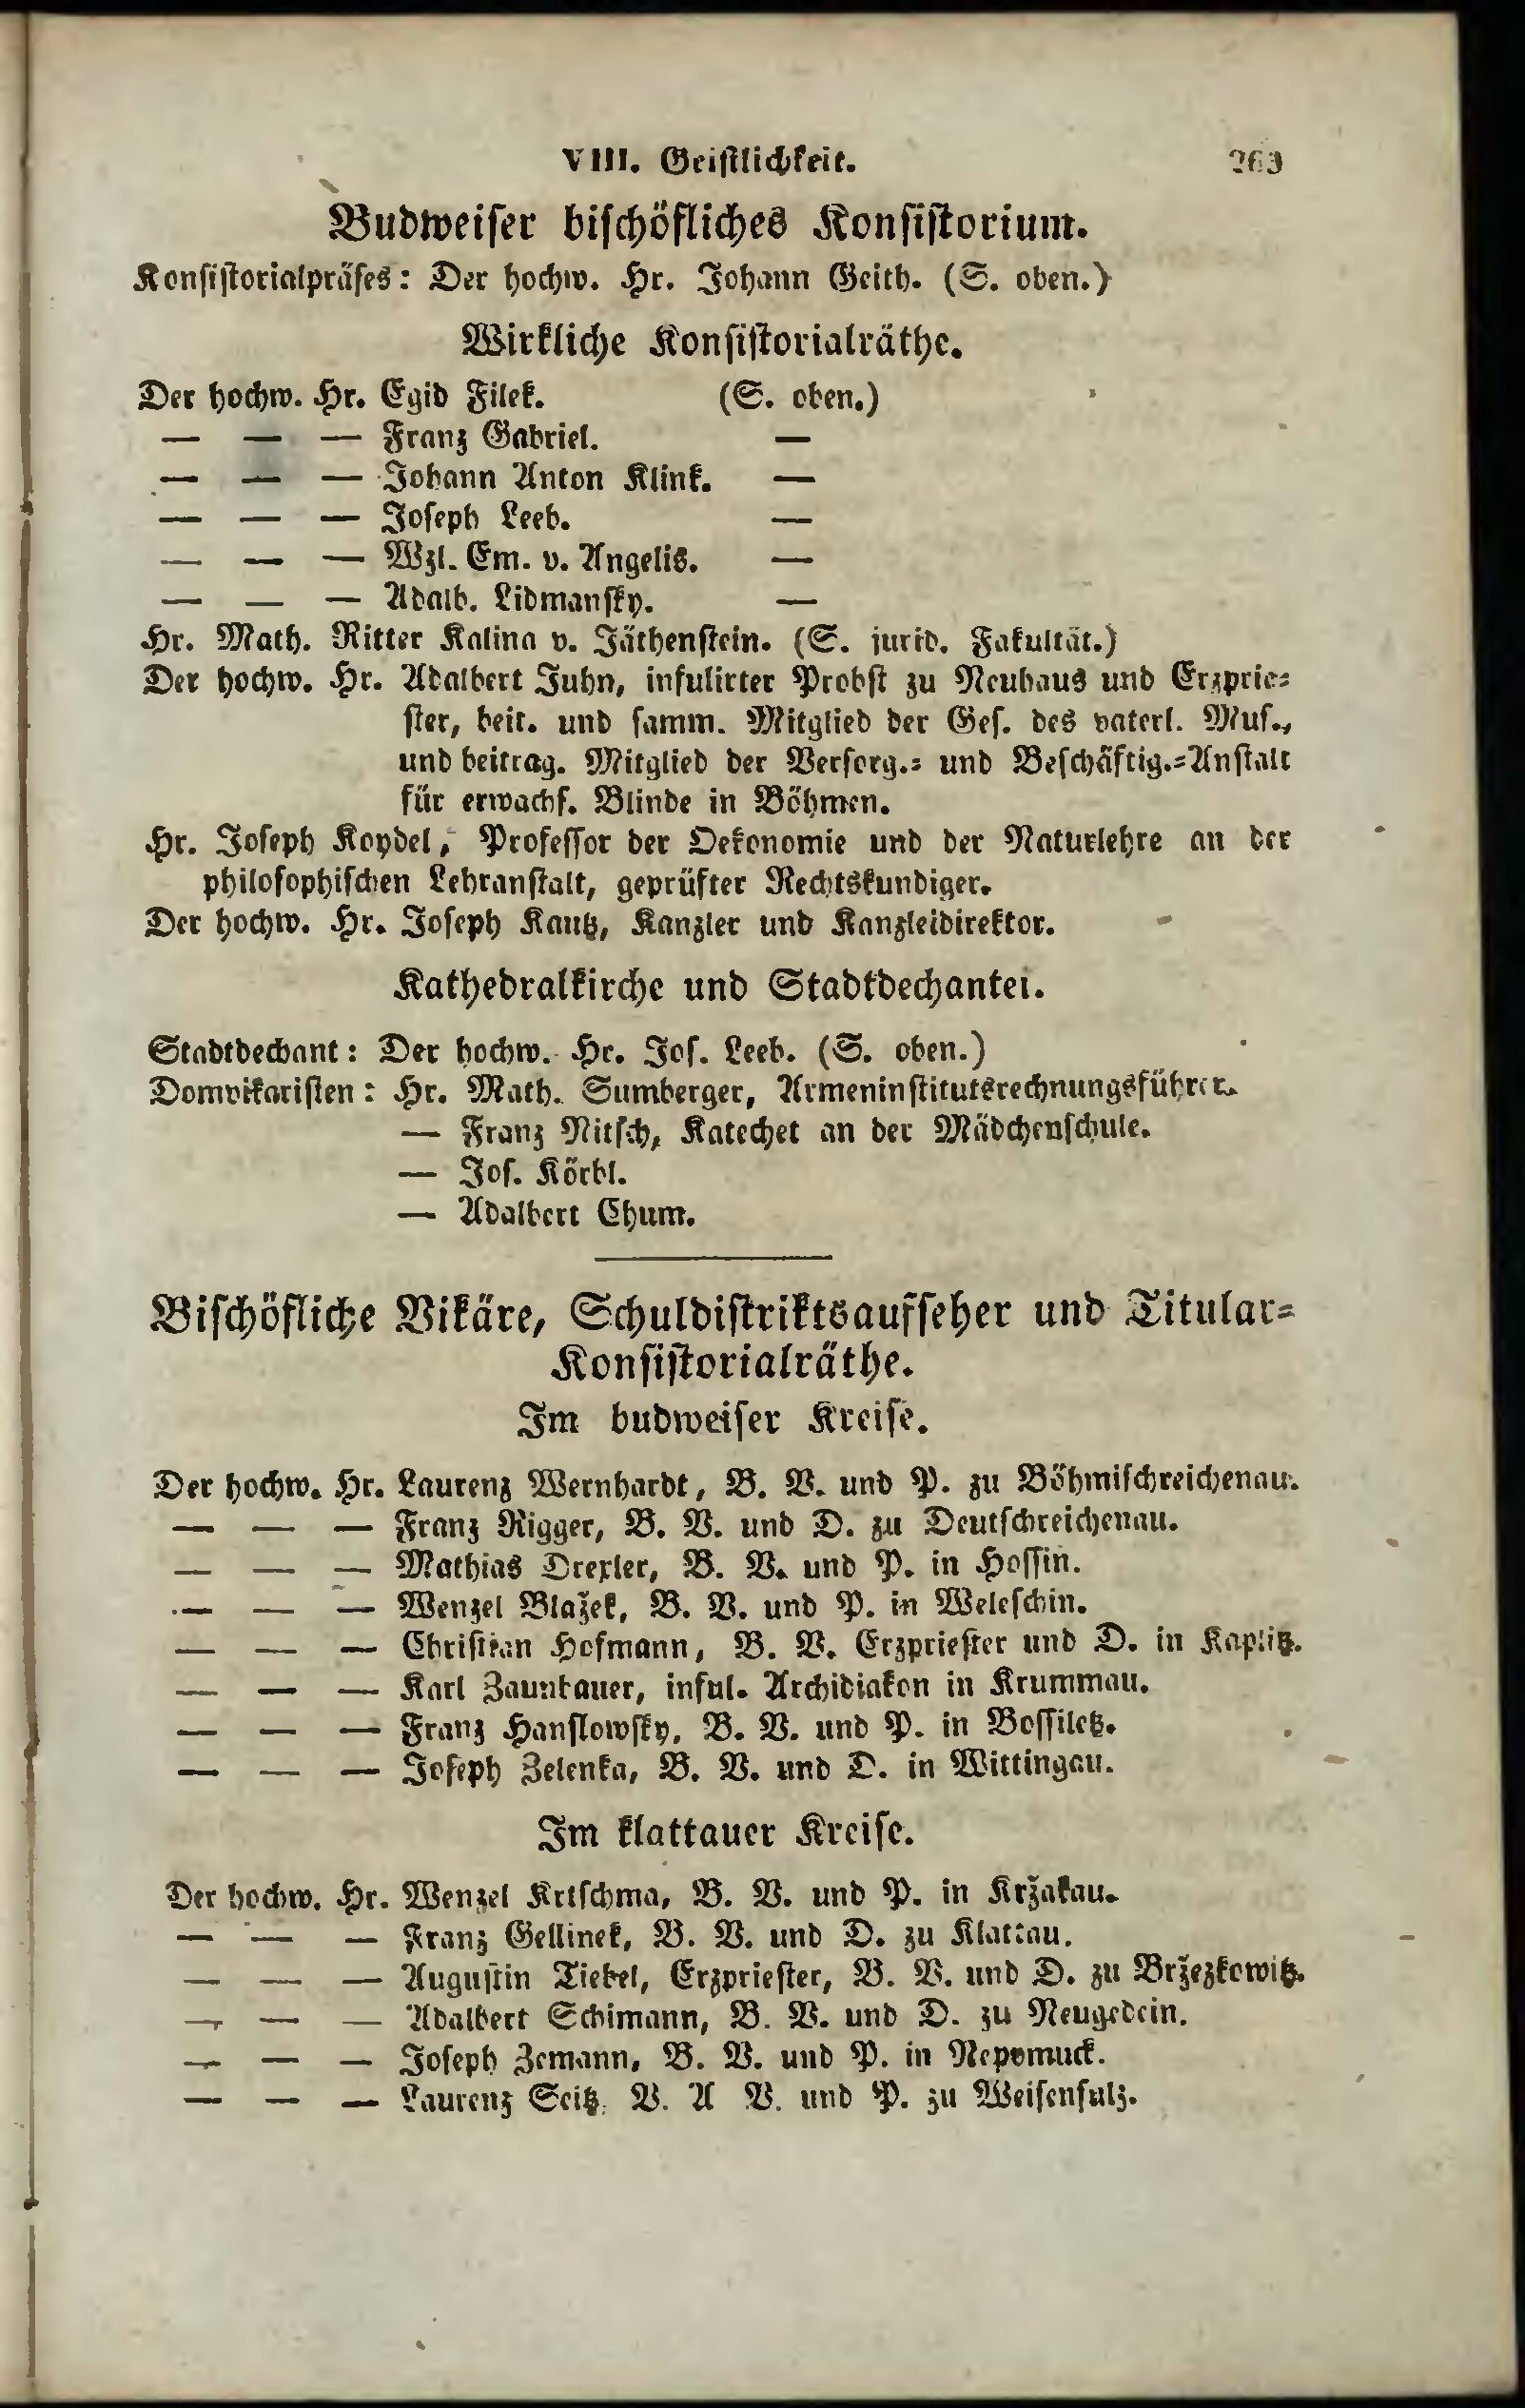 VIII. Geistlichkeit. 269
Budweiser bischöfliches Konsistorium.
Konsistorialpräses: Der hochw. Hr. Johann Geith. (S. oben.)
Wirkliche Konsistorialräthe.
Der hochw. Hr. Egid Filek. (S. oben.)
— — — Franz Gabriel. —
— — — Johann Anton Klink. —
— — — Joseph Leeb. —
— — — Wzl. Em. v. Angelis. —
— — — Adalb. Lidmansky. —
Hr. Math. Ritter Kalina v. Jäthenstein. (S. jurid. Fakultät.)
Der hochw. Hr. Adalbert Juhn, infulirter Probst zu Neuhaus und Erzprie=
ster, beit. und samm. Mitglied der Ges. des vaterl. Mus.,
und beitrag. Mitglied der Versorg.= und Beschäftig.=Anstalt
für erwachs. Blinde in Böhmen.
Hr. Joseph Koydel, Professor der Oekonomie und der Naturlehre an der
philosophischen Lehranstalt, geprüfter Rechtskundiger.
Der hochw. Hr. Joseph Kautz, Kanzler und Kanzleidirektor.
Kathedralkirche und Stadtdechantei.
Stadtdechant: Der hochw. Hr. Jos. Leeb. (S. oben.)
Domvikaristen: Hr. Math. Sumberger, Armeninstitutsrechnungsführer.
— Franz Nitsch, Katechet an der Mädchenschule.
— Jos. Körbl.
— Adalbert Chum.
Bischöfliche Vikäre, Schuldistriktsaufseher und Titular=
Konsistorialräthe.
Im budweiser Kreise.
Der hochw. Hr. Laurenz Wernhardt, B. V. und P. zu Böhmischreichenau.
— — — Franz Rigger, B. V. und D. zu Deutschreichenau.
— — — Mathias Drexler, B. V. und P. in Hossin.
— — — Wenzel Blažek, B. V. und P. in Weleschin.
— — — Christian Hofmann, B. V. Erzpriester und D. in Kaplitz.
— — — Karl Zaunbauer, inful. Archidiakon in Krummau.
— — — Franz Hanslowsky, B. V. und P. in Bossiletz.
— — — Joseph Zelenka, B. V. und D. in Wittingau.
Im klattauer Kreise.
Der hochw. Hr. Wenzel Krtschma, B. V. und P. in Kržakau.
— — — Franz Gellinek, B. V. und D. zu Klattau.
— — — Augustin Tiebel, Erzpriester, B. V. und D. zu Bržezkowitz.
— — — Adalbert Schimann, B. V. und D. zu Neugedein.
— — — Joseph Zemann, B. V. und P. in Nepomuck.
— — — Laurenz Seitz, B. A V. und P. zu Weisensulz.